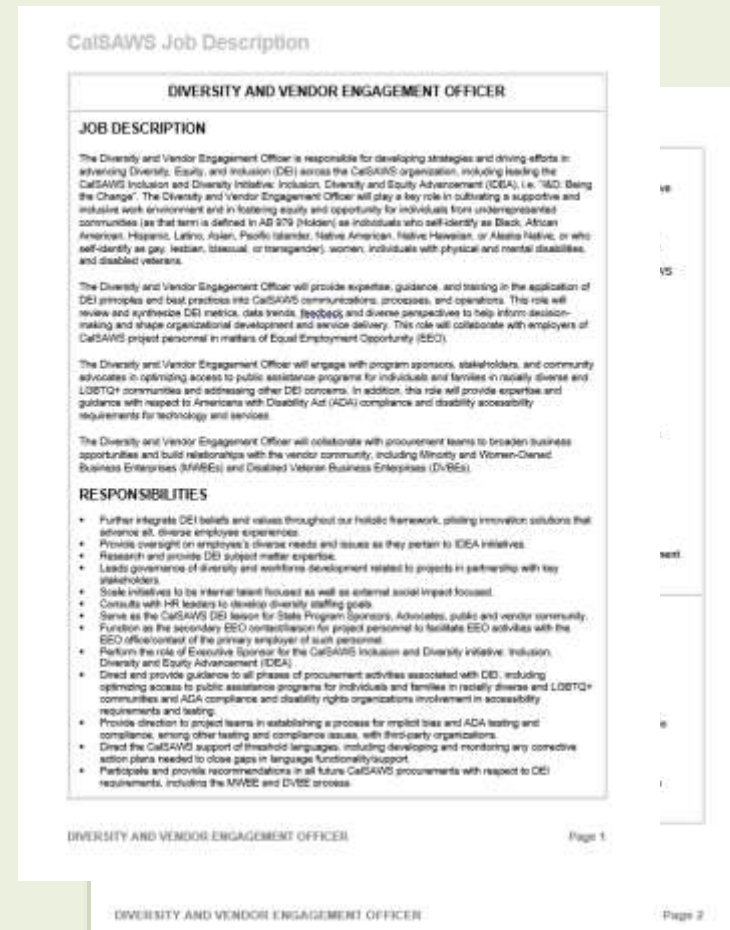 CalSAWS Job Description
DIVERSITY AND VENDOR ENGAGEMENT OFFICER
JOB DESCRIPTION
The Diversity and Vendor Engagement Officer is responsible for developing strategies and driving efforts in
advancing Diversity, Equity, and Inclusion (DEI) across the CalSAWS organization, including leading the
CalSAWS Inclusion and Diversity Initiative: Inclusion, Diversity and Equity Advancement (IDEA), i.e. "I&D: Being
the Change". The Diversity and Vendor Engagement Officer will play a key role in cultivating a supportive and
inclusive work environment and in fostering equity and opportunity for individuals from underrepresented
communities (as that term is defined in AB 979 (Holden) as individuals who self-identify as Black, African
American, Hispanic, Latino, Asian, Pacific Islander, Native American, Native Hawaiian, or Alaska Native, or who
self-identify as gay, lesbian, bisexual, or transgender), women, individuals with physical and mental disabilities,
and disabled veterans.
The Diversity and Vendor Engagement Officer will provide expertise, guidance, and training in the application of
DEI principles and best practices into CalSAWS communications, processes, and operations. This role will
review and synthesize DEI metrics, data trends, feedback and diverse perspectives to help inform decision-
making and shape organizational development and service delivery. This role will collaborate with employers of
CalSAWS project personnel in matters of Equal Employment Opportunity (EEO).
The Diversity and Vendor Engagement Officer will engage with program sponsors, stakeholders, and community
advocates in optimizing access to public assistance programs for individuals and families in racially diverse and
LGBTQ+ communities and addressing other DEI concerns. In addition, this role will provide expertise and
guidance with respect to Americans with Disability Act (ADA) compliance and disability accessibility
requirements for technology and services.
The Diversity and Vendor Engagement Officer will collaborate with procurement teams to broaden business
opportunities and build relationships with the vendor community, including Minority and Women-Owned
Business Enterprises (MWBEs) and Disabled Veteran Business Enterprises (DVBEs).
RESPONSIBILITIES
• Further integrate DEI beliefs and values throughout our holistic framework, piloting innovation solutions that
advance all, diverse employee experiences.
• Provide oversight on employee's diverse needs and issues as they pertain to IDEA initiatives.
• Research and provide DEI subject matter expertise.
• Leads governance of diversity and workforce development related to projects in partnership with key
stakeholders.
• Scale initiatives to be internal talent focused as well as external social impact focused.
• Consults with HR leaders to develop diversity staffing goals.
• Serve as the CalSAWS DEI liaison for State Program Sponsors, Advocates, public and vendor community.
• Function as the secondary EEO contact/liaison for project personnel to facilitate EEO activities with the
EEO office/contact of the primary employer of such personnel.
• Perform the role of Executive Sponsor for the CalSAWS Inclusion and Diversity initiative: Inclusion,
Diversity and Equity Advancement (IDEA)
• Direct and provide guidance to all phases of procurement activities associated with DEI, including
optimizing access to public assistance programs for individuals and families in racially diverse and LGBTQ+
communities and ADA compliance and disability rights organizations involvement in accessibility
requirements and testing.
• Provide direction to project teams in establishing a process for implicit bias and ADA testing and
compliance, among other testing and compliance issues, with third-party organizations.
• Direct the CalSAWS support of threshold languages, including developing and monitoring any corrective
action plans needed to close gaps in language functionality/support.
• Participate and provide recommendations in all future CalSAWS procurements with respect to DEI
requirements, including the MWBE and DVBE process.
DIVERSITY AND VENDOR ENGAGEMENT OFFICER Page 1
DIVERSITY AND VENDOR ENGAGEMENT OFFICER Page 2